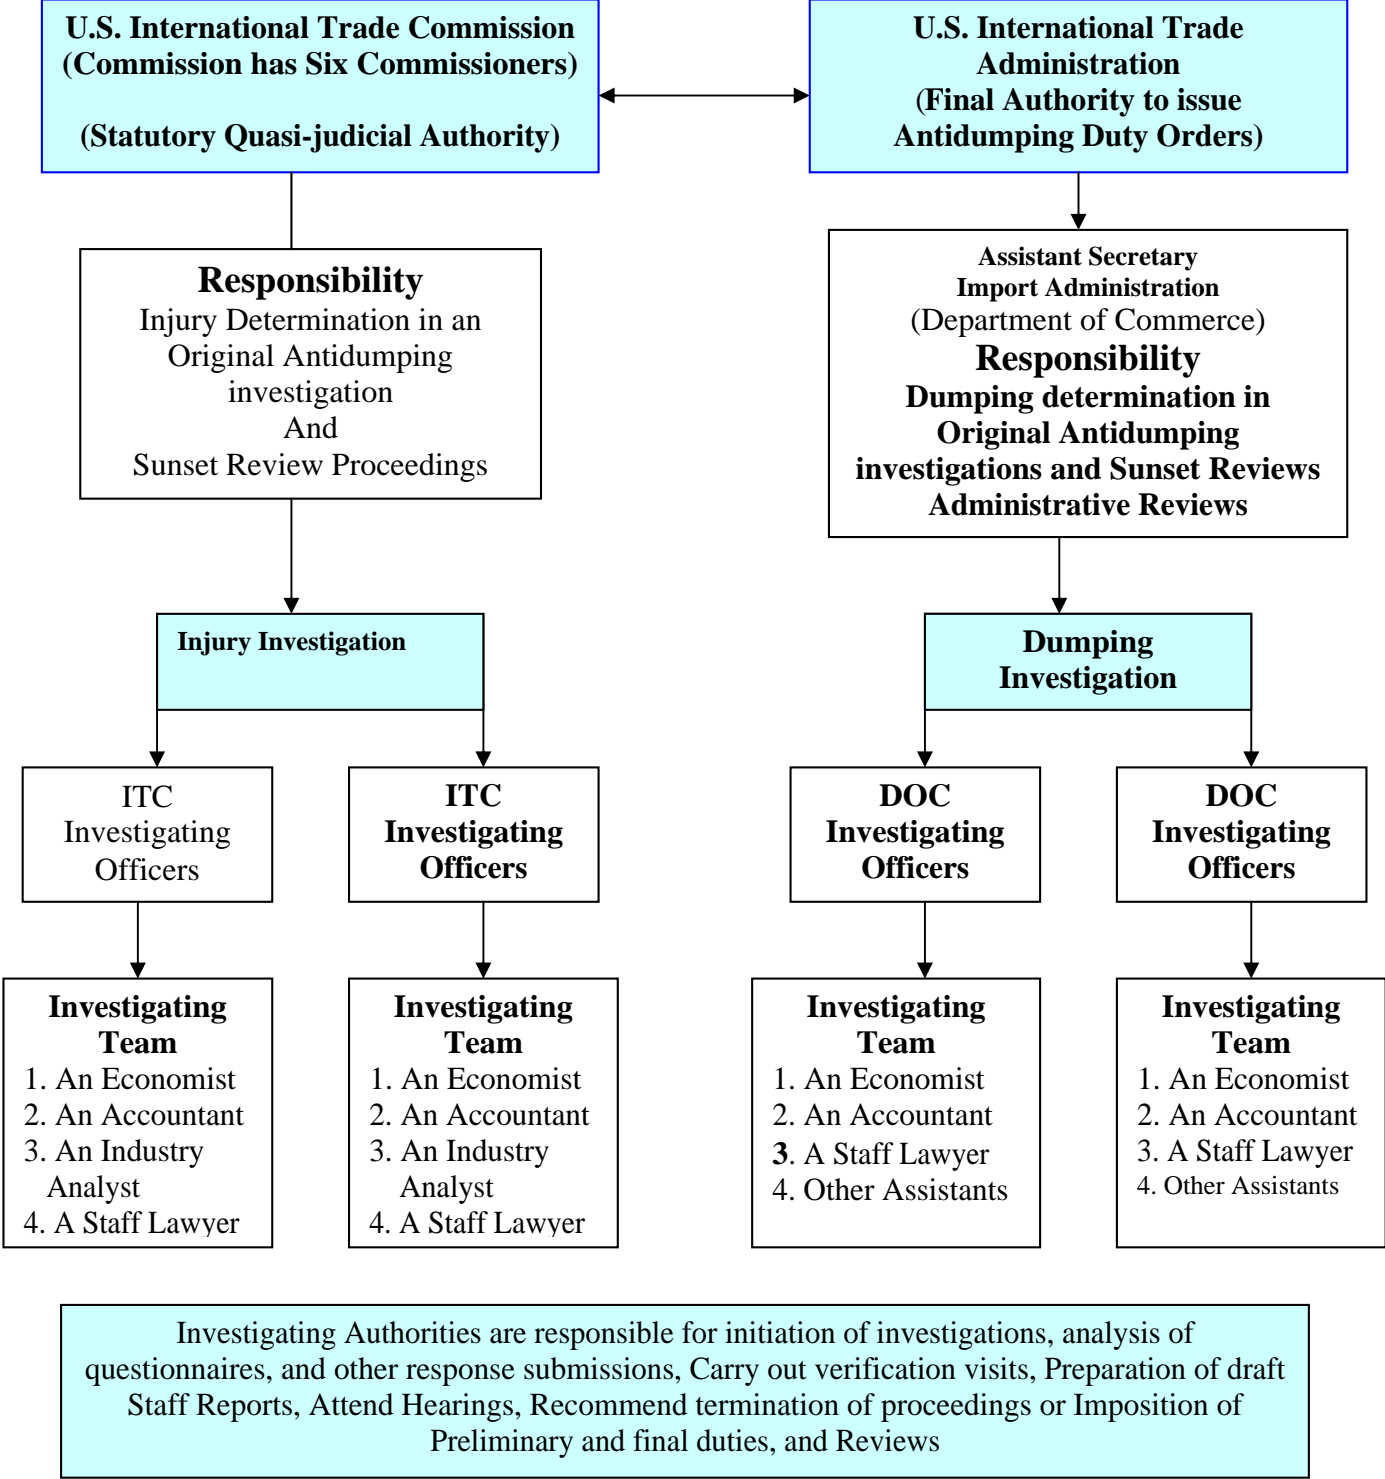 U.S. International Trade Commission
(Commission has Six Commissioners)
(Statutory Quasi-judicial Authority)
U.S. International Trade
Administration
(Final Authority to issue
Antidumping Duty Orders)
Responsibility
Injury Determination in an
Original Antidumping
investigation
And
Sunset Review Proceedings
Assistant Secretary
Import Administration
(Department of Commerce)
Responsibility
Dumping determination in
Original Antidumping
investigations and Sunset Reviews
Administrative Reviews
Injury Investigation
Dumping
Investigation
ITC
Investigating
Officers
ITC
Investigating
Officers
DOC
Investigating
Officers
DOC
Investigating
Officers
Investigating
Team
1. An Economist
2. An Accountant
3. An Industry
Analyst
4. A Staff Lawyer
Investigating
Team
1. An Economist
2. An Accountant
3. An Industry
Analyst
4. A Staff Lawyer
Investigating
Team
1. An Economist
2. An Accountant
3. A Staff Lawyer
4. Other Assistants
Investigating
Team
1. An Economist
2. An Accountant
3. A Staff Lawyer
4. Other Assistants
Investigating Authorities are responsible for initiation of investigations, analysis of
questionnaires, and other response submissions, Carry out verification visits, Preparation of draft
Staff Reports, Attend Hearings, Recommend termination of proceedings or Imposition of
Preliminary and final duties, and Reviews